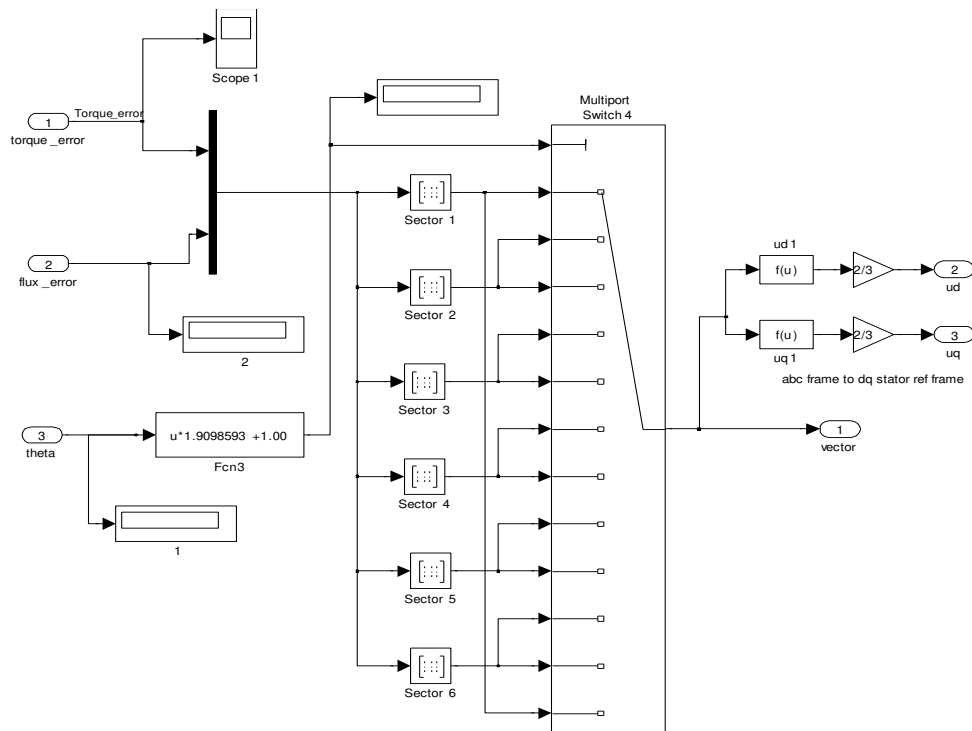 Scope 1
Torque_error
1
torque _error
Multiport
Switch 4
Sector 1
2
flux _error
ud 1
f(u)
2/3
2
ud
Sector 2
2
f(u)
2/3
3
uq 1
uq
abc frame to dq stator ref frame
Sector 3
3
theta
u*1.9098593 +1.00
Fcn3
1
vector
Sector 4
1
Sector 5
Sector 6